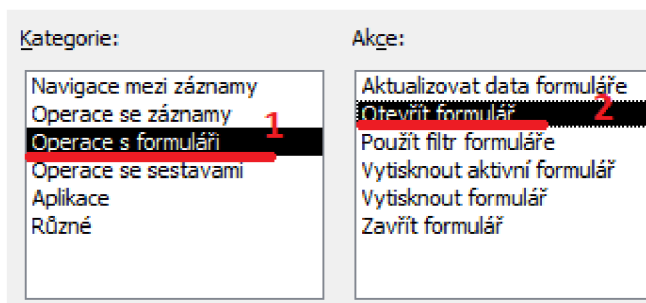 Kategorie:
Navigace mezi záznamy
Operace se záznamy
1
Operace s formuláři
Operace se sestavami
Aplikace
Různé
Akce:
Aktualizovat data formuláře
Otevřít formulář
2
Použít filtr formuláře
Vytisknout aktivní formulář
Vytisknout formulář
Zavřít formulář